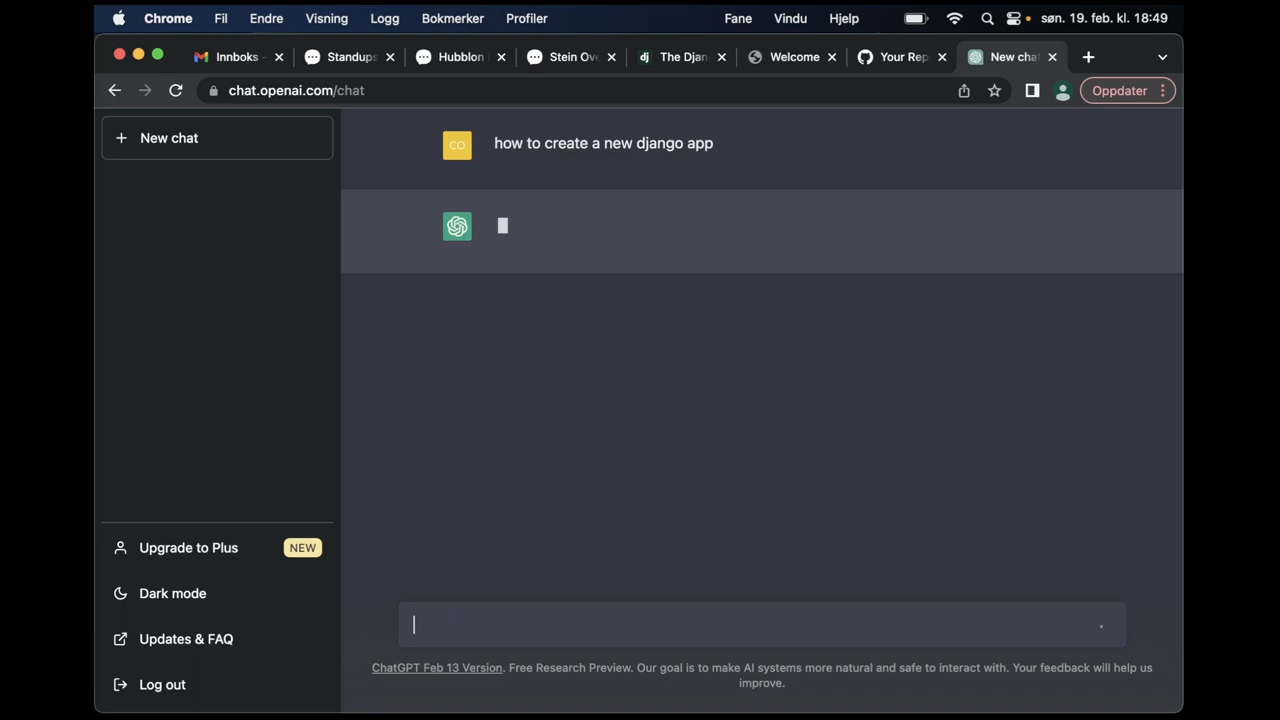 Chrome Fil Endre Visning Logg Bokmerker Profiler Fane Vindu Hjelp søn. 19. feb. kl. 18:49
Innboks - Standups Hubblon Stein Ove dj The Djan Welcome Your Rep New chat
chat.openai.com/chat Oppdater
New chat
CO how to create a new django app
Upgrade to Plus NEW
Dark mode
Updates & FAQ
Log out
ChatGPT Feb 13 Version. Free Research Preview. Our goal is to make AI systems more natural and safe to interact with. Your feedback will help us
improve.